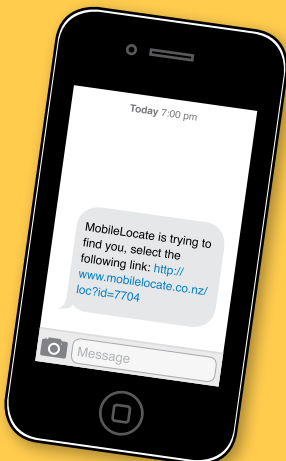 Today 7:00 pm
MobileLocate is trying to
find you, select the
following link: http://
www.mobilelocate.co.nz/
loc?id=7704
Message